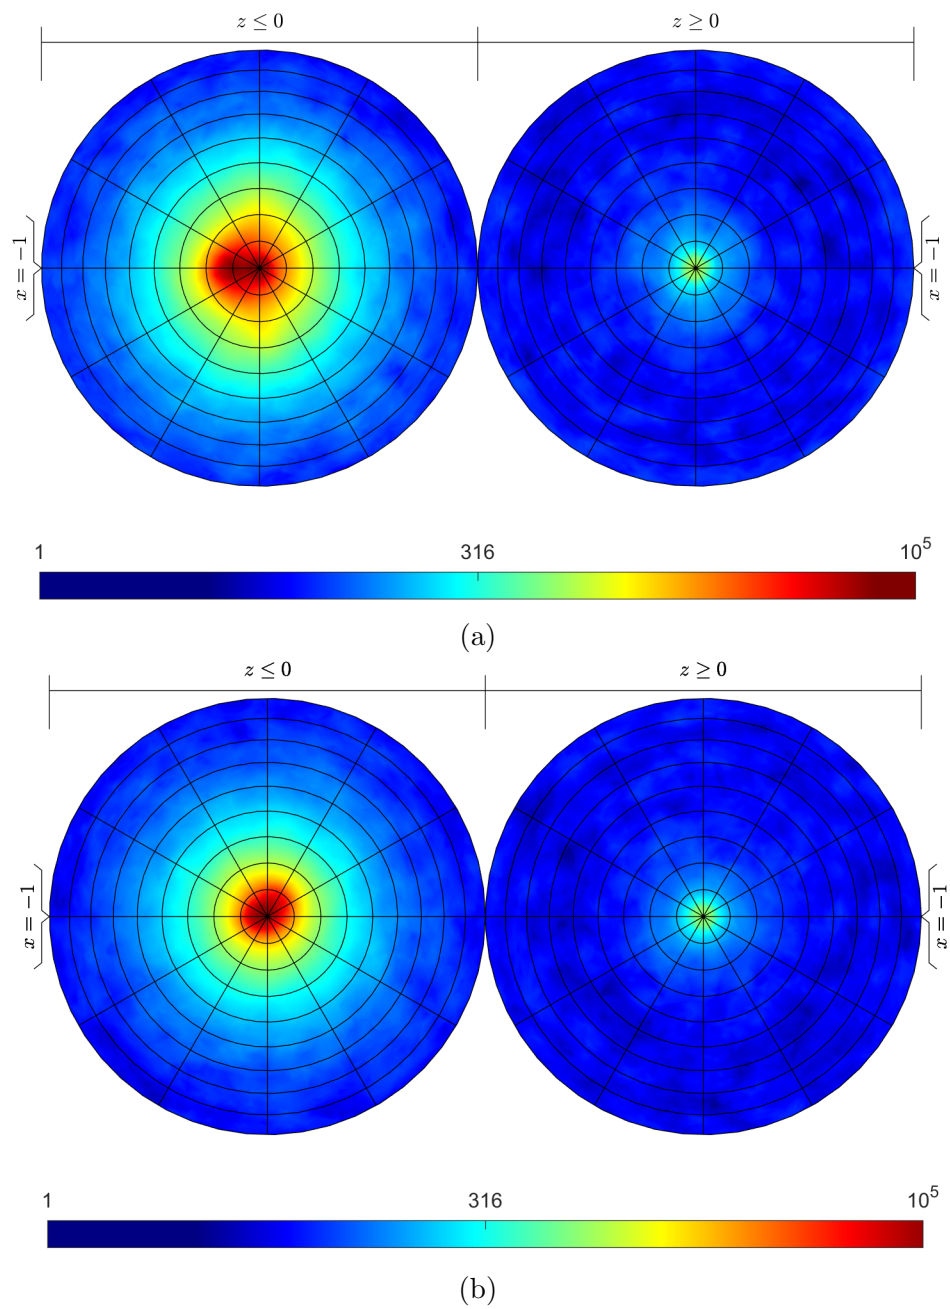 z ≤ 0 z ≥ 0
x = −1 x = −1
1 316 10^5
(a)
z ≤ 0 z ≥ 0
x = −1 x = −1
1 316 10^5
(b)